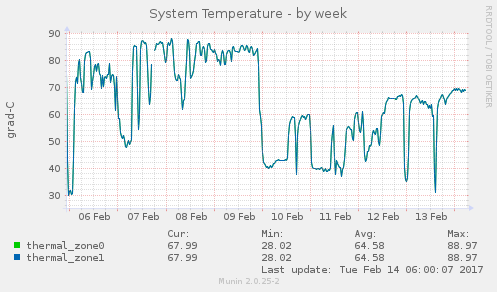 System Temperature - by week
RRDTOOL / TOBI OETIKER
grad-C
90
80
70
60
50
40
30
06 Feb 07 Feb 08 Feb 09 Feb 10 Feb 11 Feb 12 Feb 13 Feb
Cur: Min: Avg: Max:
thermal_zone0 67.99 28.02 64.58 88.97
thermal_zone1 67.99 28.02 64.58 88.97
Last update: Tue Feb 14 06:00:07 2017
Munin 2.0.25-2